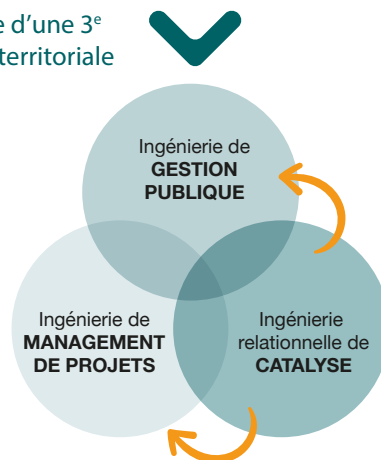 e d'une 3e
territoriale
Ingénierie de
GESTION
PUBLIQUE
Ingénierie de
MANAGEMENT
DE PROJETS
Ingénierie
relationnelle de
CATALYSE